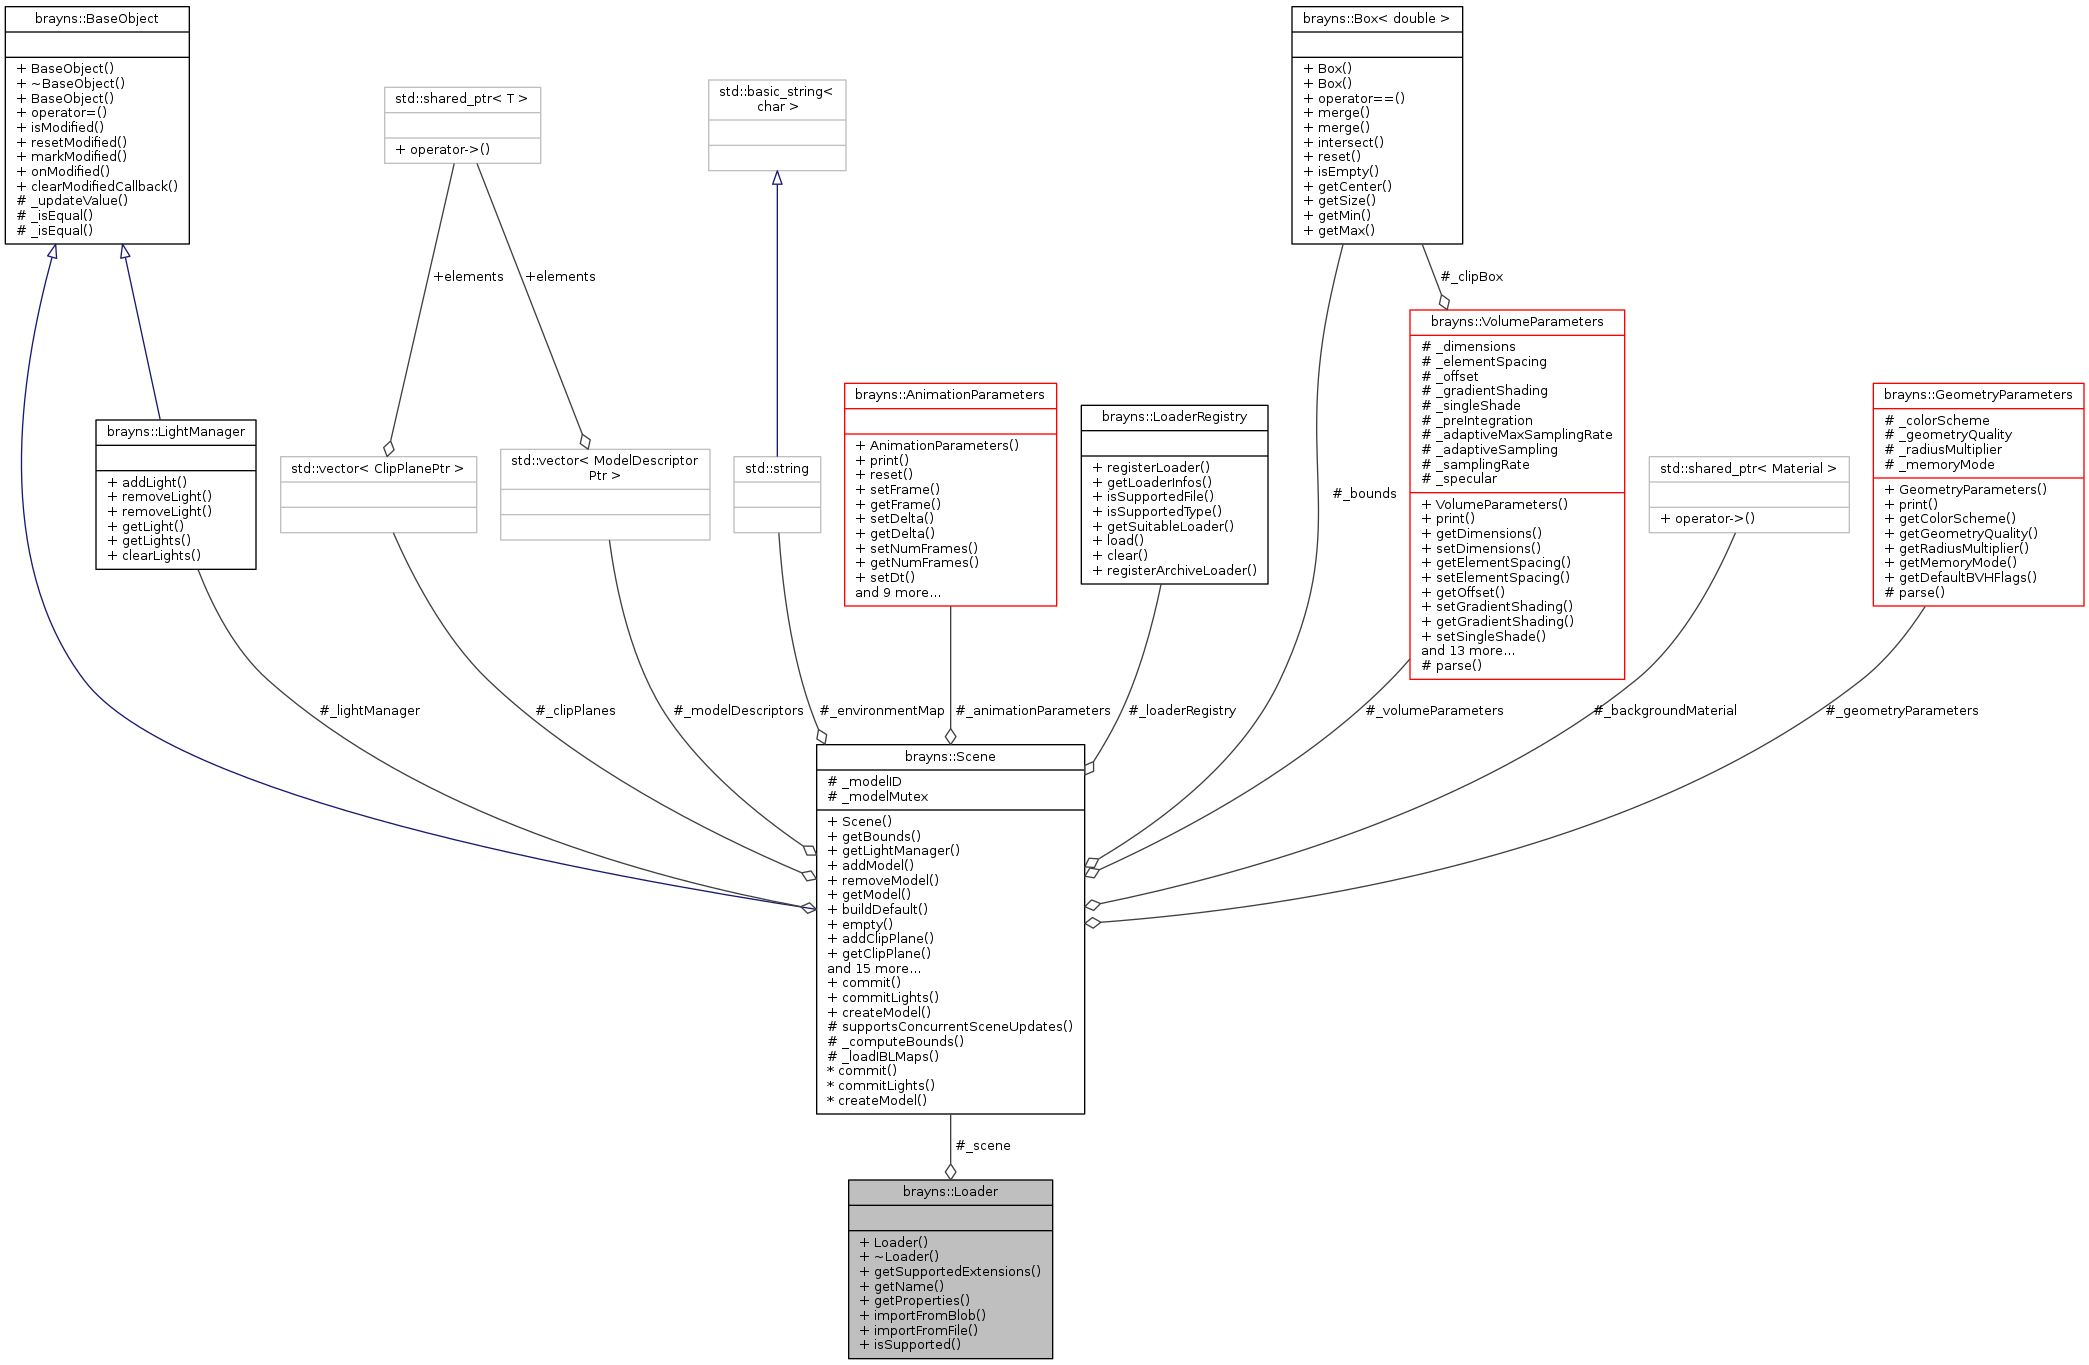 brayns::BaseObject
+ BaseObject()
+ ~BaseObject()
+ BaseObject()
+ operator=()
+ isModified()
+ resetModified()
+ markModified()
+ onModified()
+ clearModifiedCallback()
# _updateValue()
# _isEqual()
# _isEqual()
std::shared_ptr< T >
+ operator->()
std::basic_string<
char >
brayns::Box< double >
+ Box()
+ Box()
+ operator==()
+ merge()
+ merge()
+ intersect()
+ reset()
+ isEmpty()
+ getCenter()
+ getSize()
+ getMin()
+ getMax()
+elements
+elements
#_clipBox
brayns::LightManager
+ addLight()
+ removeLight()
+ removeLight()
+ getLight()
+ getLights()
+ clearLights()
std::vector< ClipPlanePtr >
std::vector< ModelDescriptor
Ptr >
std::string
brayns::AnimationParameters
+ AnimationParameters()
+ print()
+ reset()
+ setFrame()
+ getFrame()
+ setDelta()
+ getDelta()
+ setNumFrames()
+ getNumFrames()
+ setDt()
and 9 more...
brayns::LoaderRegistry
+ registerLoader()
+ getLoaderInfos()
+ isSupportedFile()
+ isSupportedType()
+ getSuitableLoader()
+ load()
+ clear()
+ registerArchiveLoader()
#_bounds
brayns::VolumeParameters
# _dimensions
# _elementSpacing
# _offset
# _gradientShading
# _singleShade
# _preIntegration
# _adaptiveMaxSamplingRate
# _adaptiveSampling
# _samplingRate
# _specular
+ VolumeParameters()
+ print()
+ getDimensions()
+ setDimensions()
+ getElementSpacing()
+ setElementSpacing()
+ getOffset()
+ setGradientShading()
+ getGradientShading()
+ setSingleShade()
and 13 more...
# parse()
std::shared_ptr< Material >
+ operator->()
brayns::GeometryParameters
# _colorScheme
# _geometryQuality
# _radiusMultiplier
# _memoryMode
+ GeometryParameters()
+ print()
+ getColorScheme()
+ getGeometryQuality()
+ getRadiusMultiplier()
+ getMemoryMode()
+ getDefaultBVHFlags()
# parse()
#_lightManager
#_clipPlanes
#_modelDescriptors
#_environmentMap
#_animationParameters
#_loaderRegistry
#_volumeParameters
#_backgroundMaterial
#_geometryParameters
brayns::Scene
# _modelID
# _modelMutex
+ Scene()
+ getBounds()
+ getLightManager()
+ addModel()
+ removeModel()
+ getModel()
+ buildDefault()
+ empty()
+ addClipPlane()
+ getClipPlane()
and 15 more...
+ commit()
+ commitLights()
+ createModel()
# supportsConcurrentSceneUpdates()
# _computeBounds()
# _loadIBLMaps()
* commit()
* commitLights()
* createModel()
#_scene
brayns::Loader
+ Loader()
+ ~Loader()
+ getSupportedExtensions()
+ getName()
+ getProperties()
+ importFromBlob()
+ importFromFile()
+ isSupported()